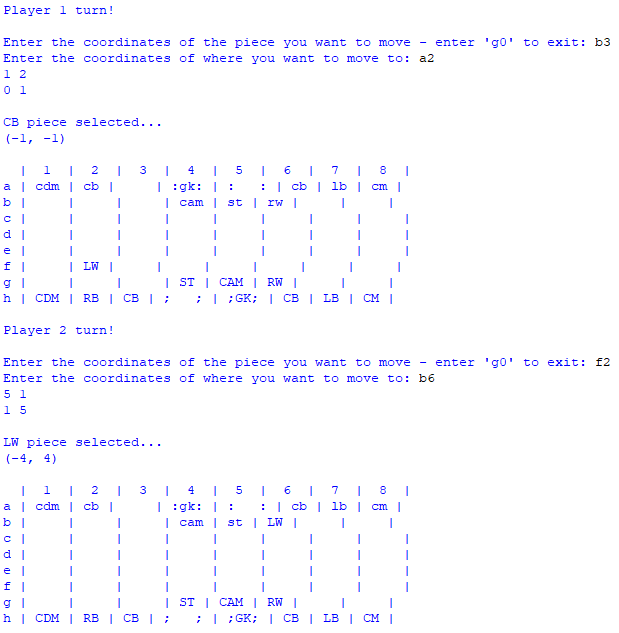 Player 1 turn!
Enter the coordinates of the piece you want to move - enter 'g0' to exit: b3
Enter the coordinates of where you want to move to: a2
1 2
0 1
CB piece selected...
(-1, -1)
  |  1  |  2  |  3  |  4  |  5  |  6  |  7  |  8  |
a | cdm | cb |     | :gk: | :   : | cb | lb | cm |
b |     |     |     | cam | st | rw |     |     |
c |     |     |     |     |     |     |     |     |
d |     |     |     |     |     |     |     |     |
e |     |     |     |     |     |     |     |     |
f |     | LW |     |     |     |     |     |     |
g |     |     |     | ST | CAM | RW |     |     |
h | CDM | RB | CB | ;   ; | ;GK; | CB | LB | CM |
Player 2 turn!
Enter the coordinates of the piece you want to move - enter 'g0' to exit: f2
Enter the coordinates of where you want to move to: b6
5 1
1 5
LW piece selected...
(-4, 4)
  |  1  |  2  |  3  |  4  |  5  |  6  |  7  |  8  |
a | cdm | cb |     | :gk: | :   : | cb | lb | cm |
b |     |     |     | cam | st | LW |     |     |
c |     |     |     |     |     |     |     |     |
d |     |     |     |     |     |     |     |     |
e |     |     |     |     |     |     |     |     |
f |     |     |     |     |     |     |     |     |
g |     |     |     | ST | CAM | RW |     |     |
h | CDM | RB | CB | ;   ; | ;GK; | CB | LB | CM |